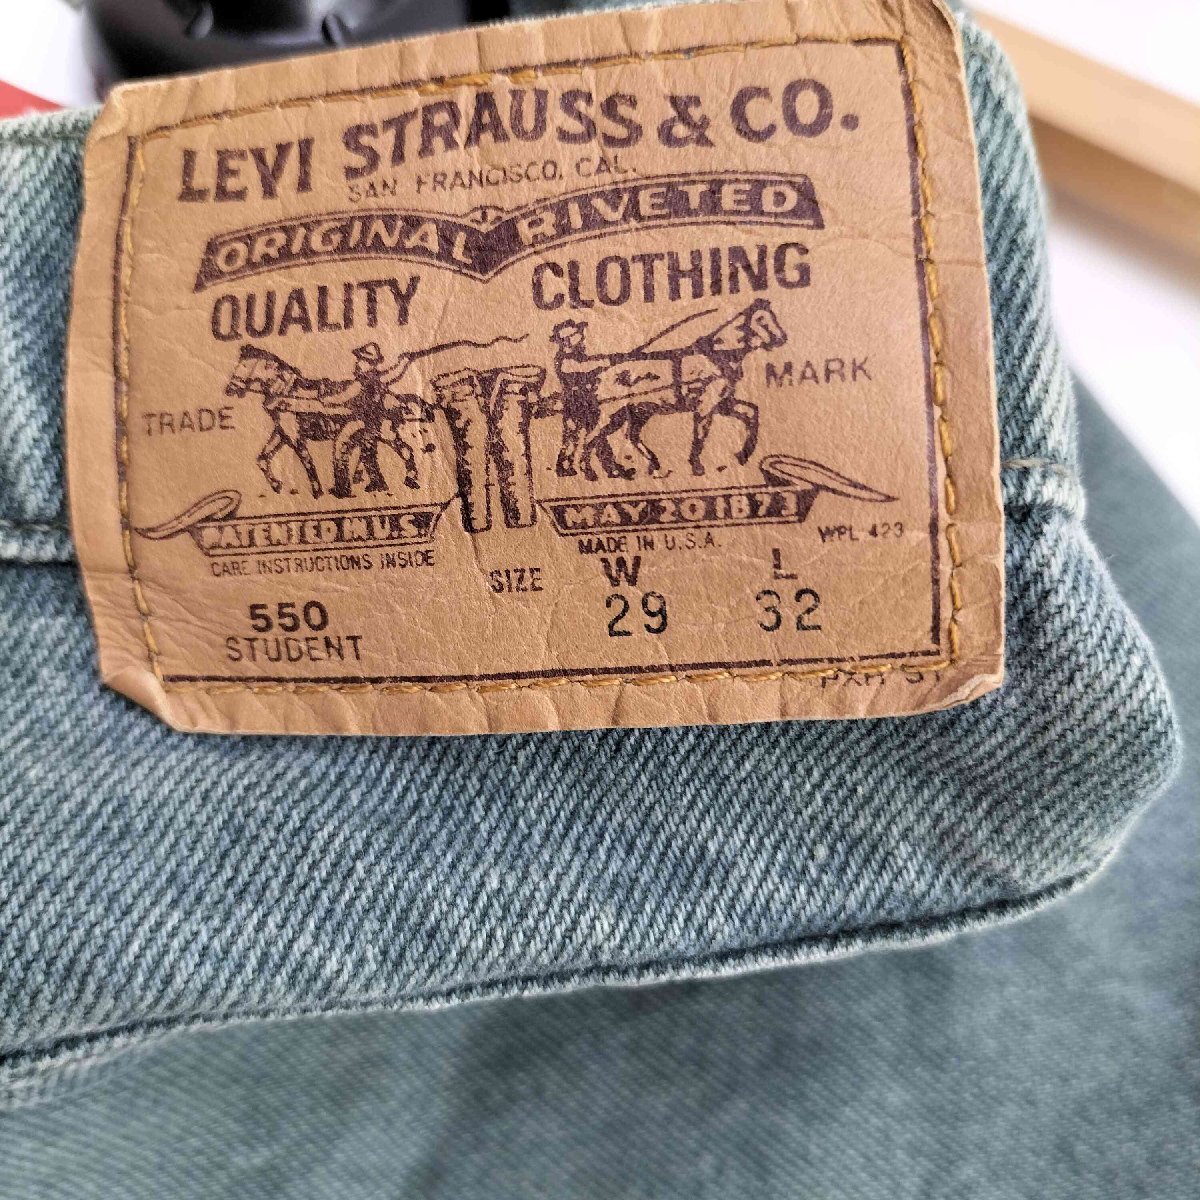 LEVI STRAUSS & CO.
SAN FRANCISCO, CAL.
ORIGINAL RIVETED
QUALITY CLOTHING
TRADE MARK
PATENTED IN U.S. MAY 20 1873
CARE INSTRUCTIONS INSIDE
MADE IN U.S.A.
WPL 423
SIZE W L
550 29 32
STUDENT